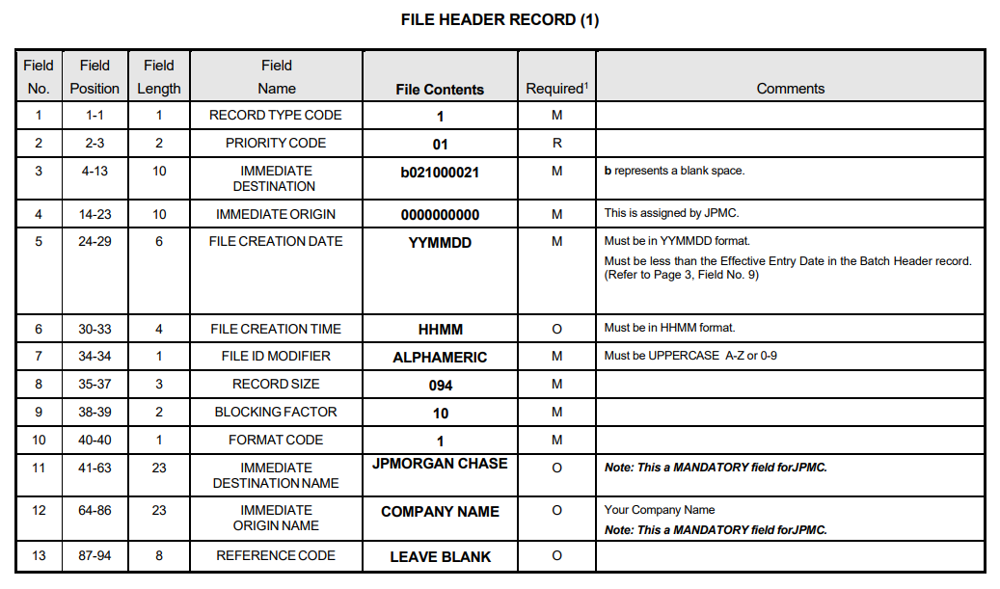 FILE HEADER RECORD (1)
Field No. Field Position Field Length Field Name File Contents Required1 Comments
1 1-1 1 RECORD TYPE CODE 1 M
2 2-3 2 PRIORITY CODE 01 R
3 4-13 10 IMMEDIATE DESTINATION b021000021 M b represents a blank space.
4 14-23 10 IMMEDIATE ORIGIN 0000000000 M This is assigned by JPMC.
5 24-29 6 FILE CREATION DATE YYMMDD M Must be in YYMMDD format.
Must be less than the Effective Entry Date in the Batch Header record.
(Refer to Page 3, Field No. 9)
6 30-33 4 FILE CREATION TIME HHMM O Must be in HHMM format.
7 34-34 1 FILE ID MODIFIER ALPHAMERIC M Must be UPPERCASE A-Z or 0-9
8 35-37 3 RECORD SIZE 094 M
9 38-39 2 BLOCKING FACTOR 10 M
10 40-40 1 FORMAT CODE 1 M
11 41-63 23 IMMEDIATE DESTINATION NAME JPMORGAN CHASE O Note: This a MANDATORY field forJPMC.
12 64-86 23 IMMEDIATE ORIGIN NAME COMPANY NAME O Your Company Name
Note: This a MANDATORY field forJPMC.
13 87-94 8 REFERENCE CODE LEAVE BLANK O